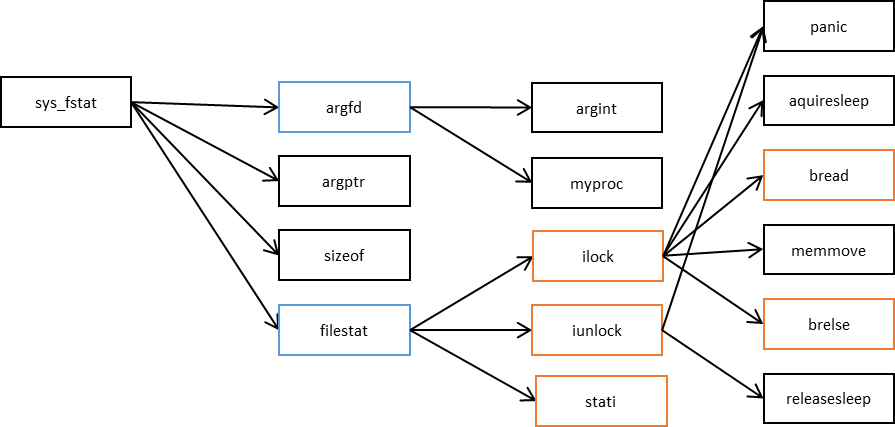 sys_fstat
argfd
argptr
sizeof
filestat
argint
myproc
ilock
iunlock
stati
panic
aquiresleep
bread
memmove
brelse
releasesleep